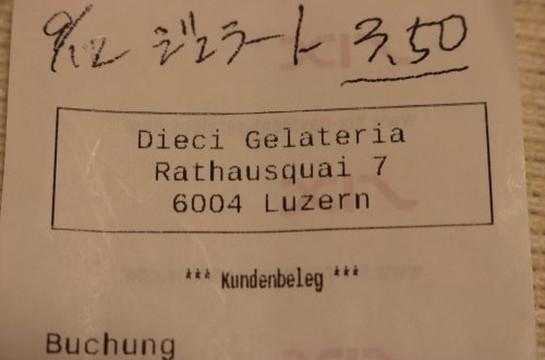 9/12 ジェラート 3.50
Dieci Gelateria
Rathausquai 7
6004 Luzern
*** Kundenbeleg ***
Buchung